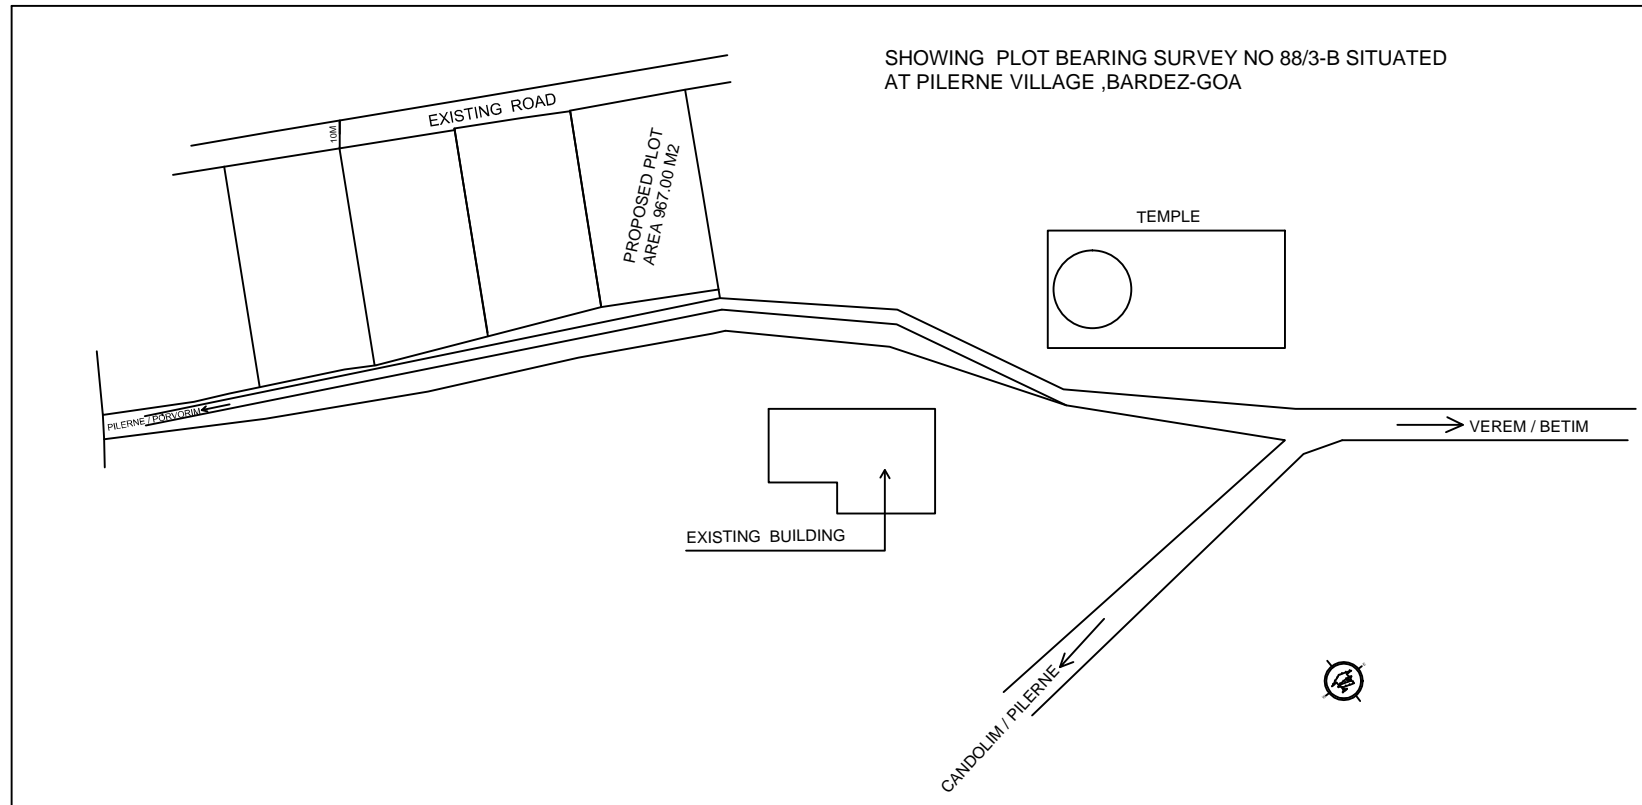 SHOWING PLOT BEARING SURVEY NO 88/3-B SITUATED
AT PILERNE VILLAGE ,BARDEZ-GOA
EXISTING ROAD
10M
PROPOSED PLOT
AREA 967.00 M2
TEMPLE
PILERNE / PORVORIM
VEREM / BETIM
EXISTING BUILDING
CANDOLIM / PILERNE